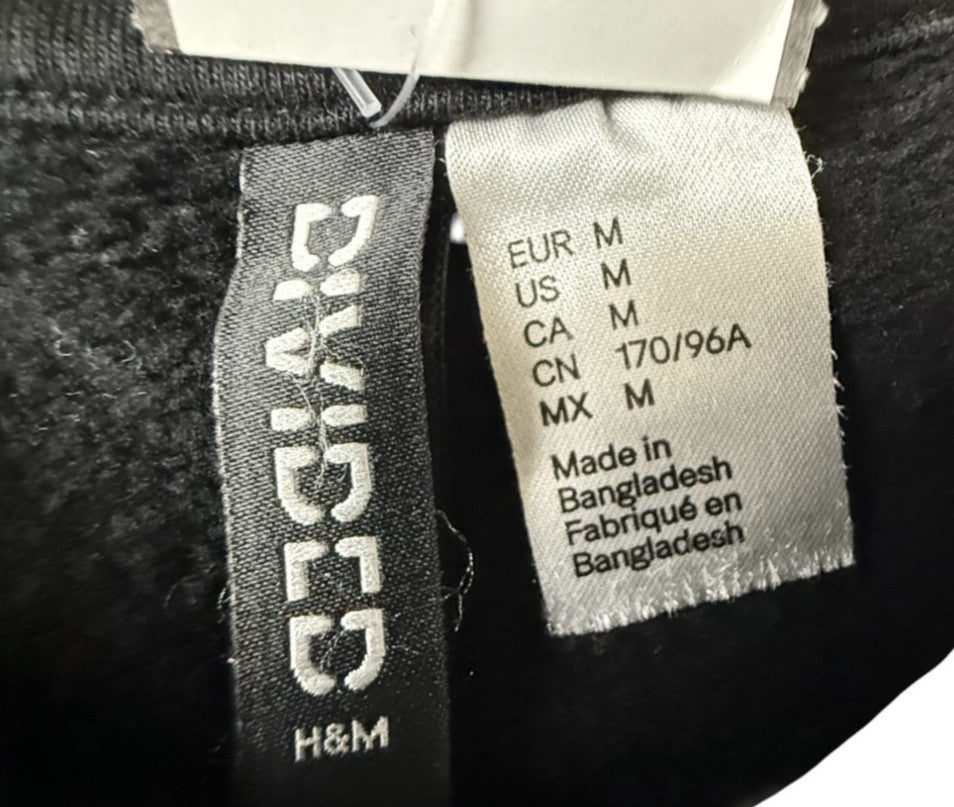 DIVIDED
H&M
EUR M
US M
CA M
CN 170/96A
MX M
Made in
Bangladesh
Fabriqué en
Bangladesh